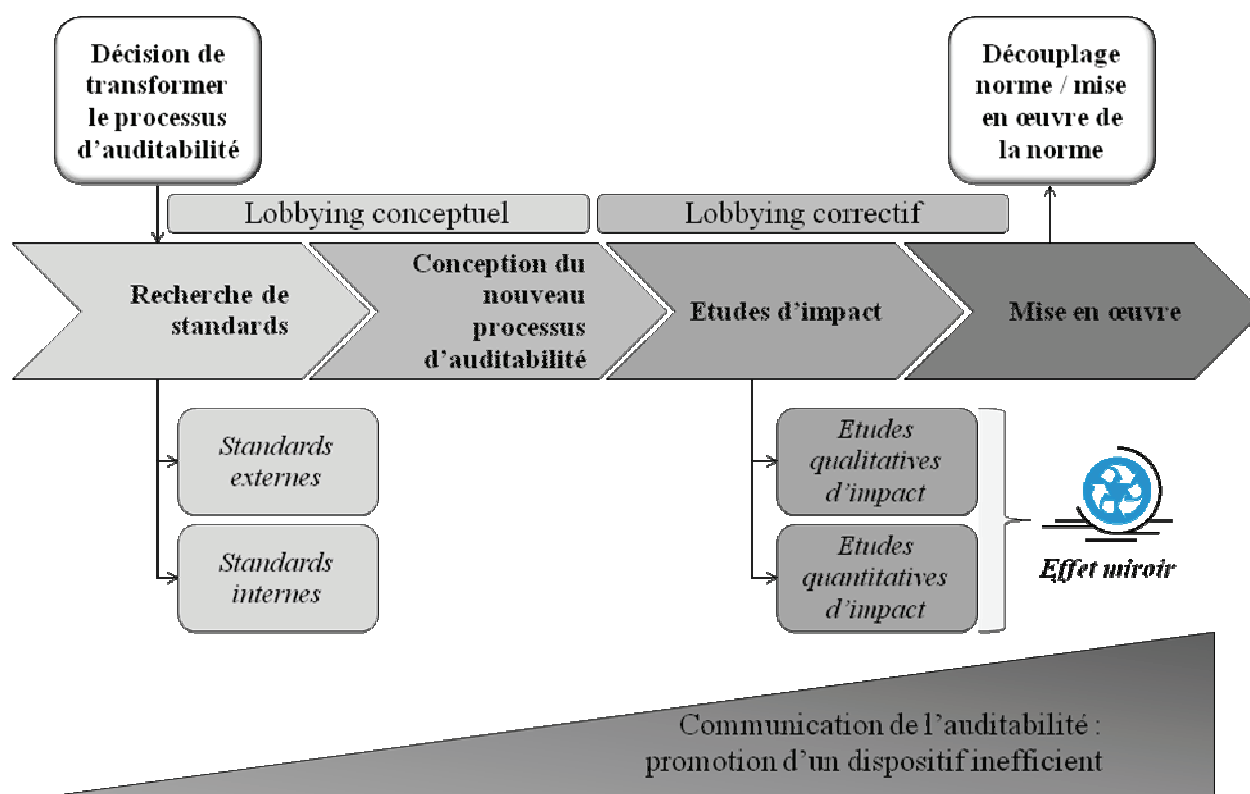 Décision de
transformer
le processus
d’auditabilité
Découplage
norme / mise
en œuvre de
la norme
Lobbying conceptuel
Lobbying correctif
Recherche de
standards
Conception du
nouveau
processus
d’auditabilité
Etudes d’impact
Mise en œuvre
Standards
externes
Standards
internes
Etudes
qualitatives
d’impact
Etudes
quantitatives
d’impact
Effet miroir
Communication de l’auditabilité :
promotion d’un dispositif inefficient